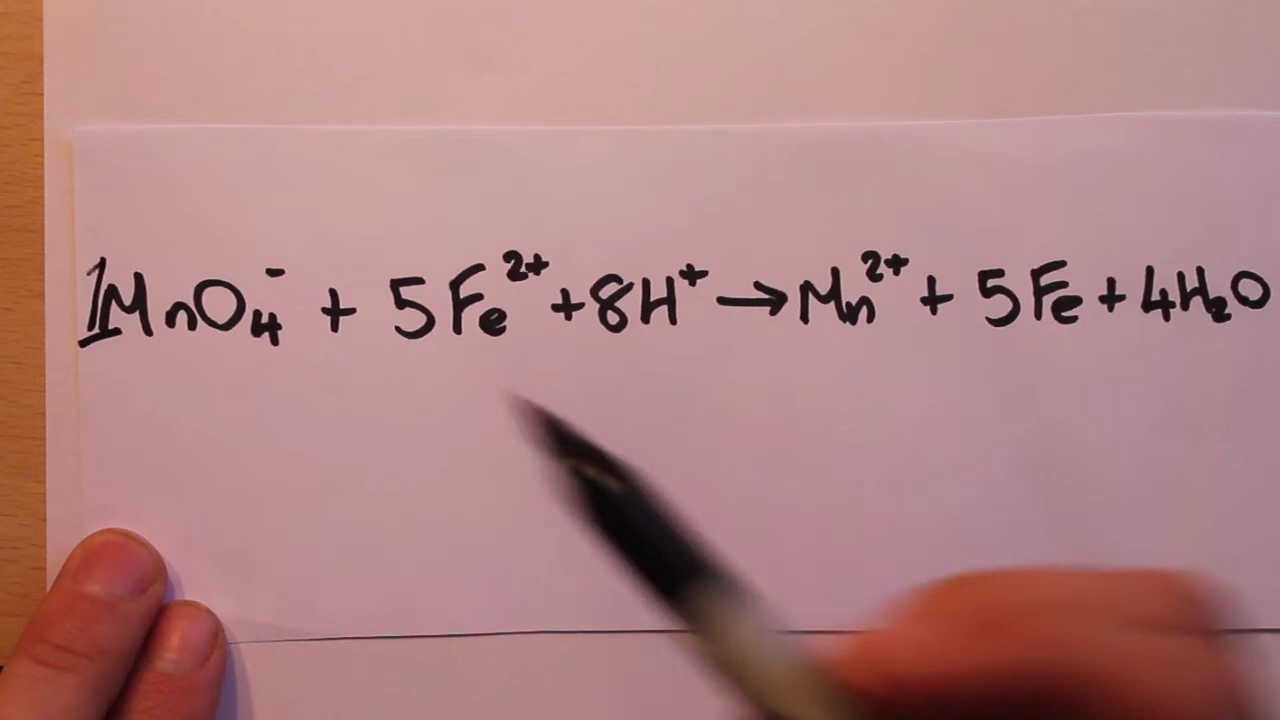 1MnO₄⁻ + 5Fe²⁺ + 8H⁺ → Mn²⁺ + 5Fe + 4H₂O